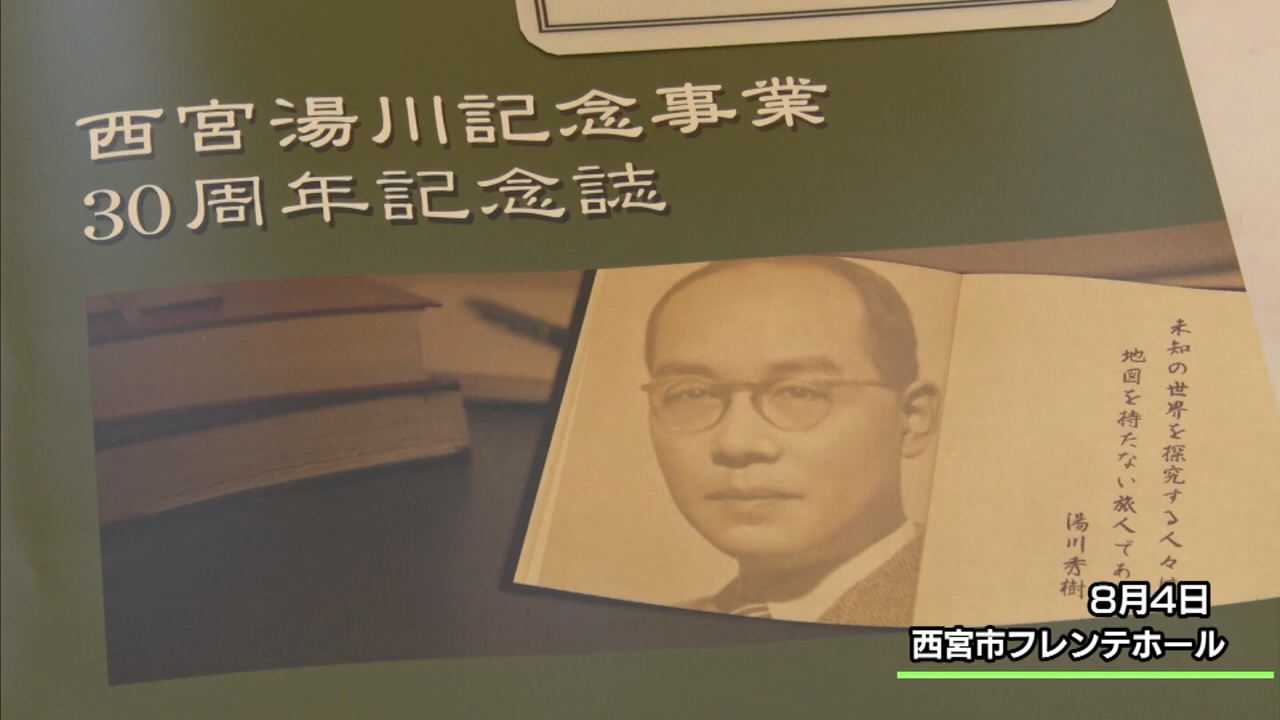 西宮湯川記念事業
30周年記念誌
未知の世界を探究する人々は
地図を持たない旅人であ
湯川秀樹
8月4日
西宮市フレンテホール